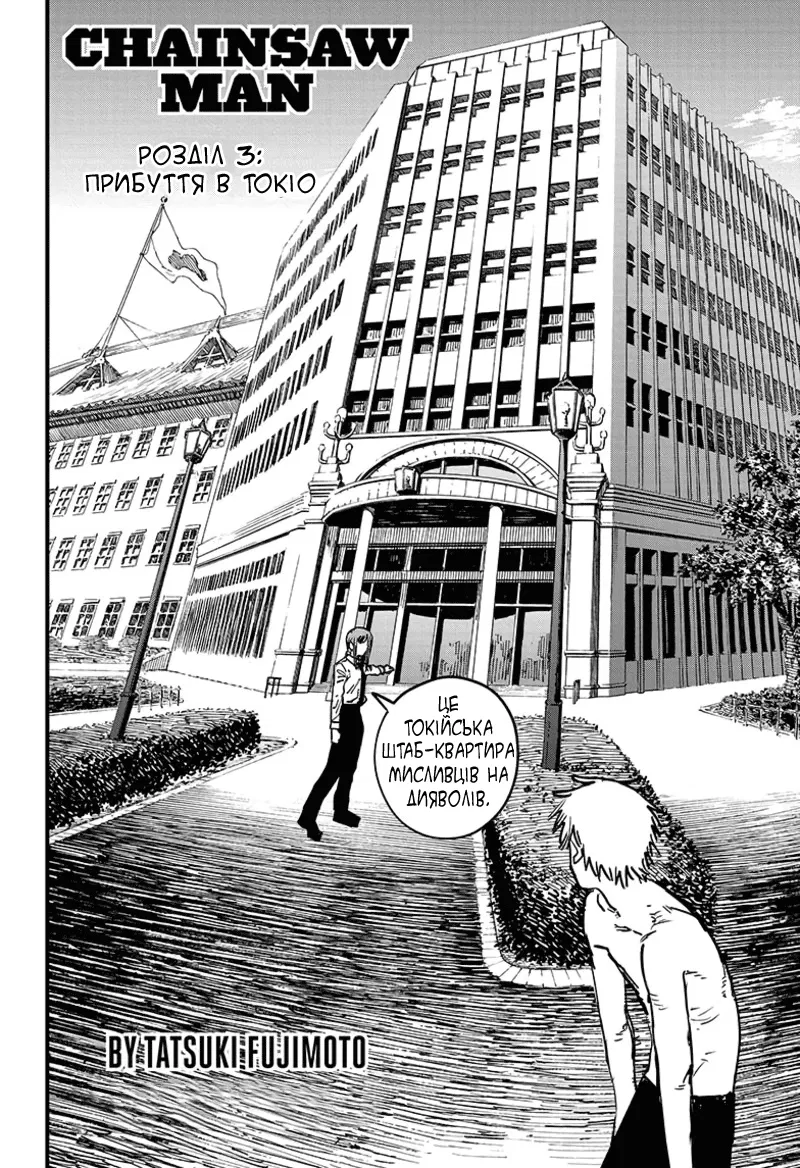 CHAINSAW
MAN
РОЗДІЛ 3:
ПРИБУТТЯ В ТОКІО
ЦЕ
ТОКІЙСЬКА
ШТАБ-КВАРТИРА
МИСЛИВЦІВ НА
ДИЯВОЛІВ.
BY TATSUKI FUJIMOTO